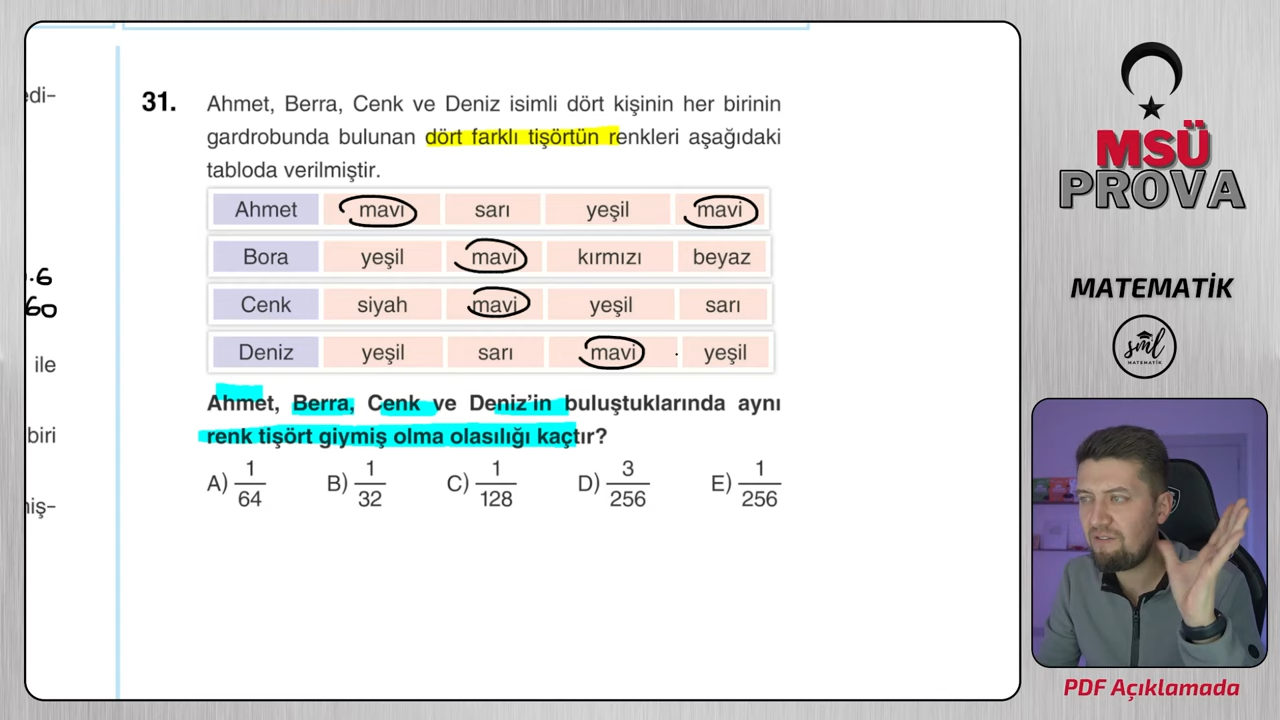 edi-
.6
60
ile
biri
niş-
31. Ahmet, Berra, Cenk ve Deniz isimli dört kişinin her birinin
gardrobunda bulunan dört farklı tişörtün renkleri aşağıdaki
tabloda verilmiştir.
Ahmet mavi sarı yeşil mavi
Bora yeşil mavi kırmızı beyaz
Cenk siyah mavi yeşil sarı
Deniz yeşil sarı mavi yeşil
Ahmet, Berra, Cenk ve Deniz'in buluştuklarında aynı
renk tişört giymiş olma olasılığı kaçtır?
A) 1/64 B) 1/32 C) 1/128 D) 3/256 E) 1/256
MSÜ
PROVA
MATEMATİK
sml
MATEMATİK
PDF Açıklamada